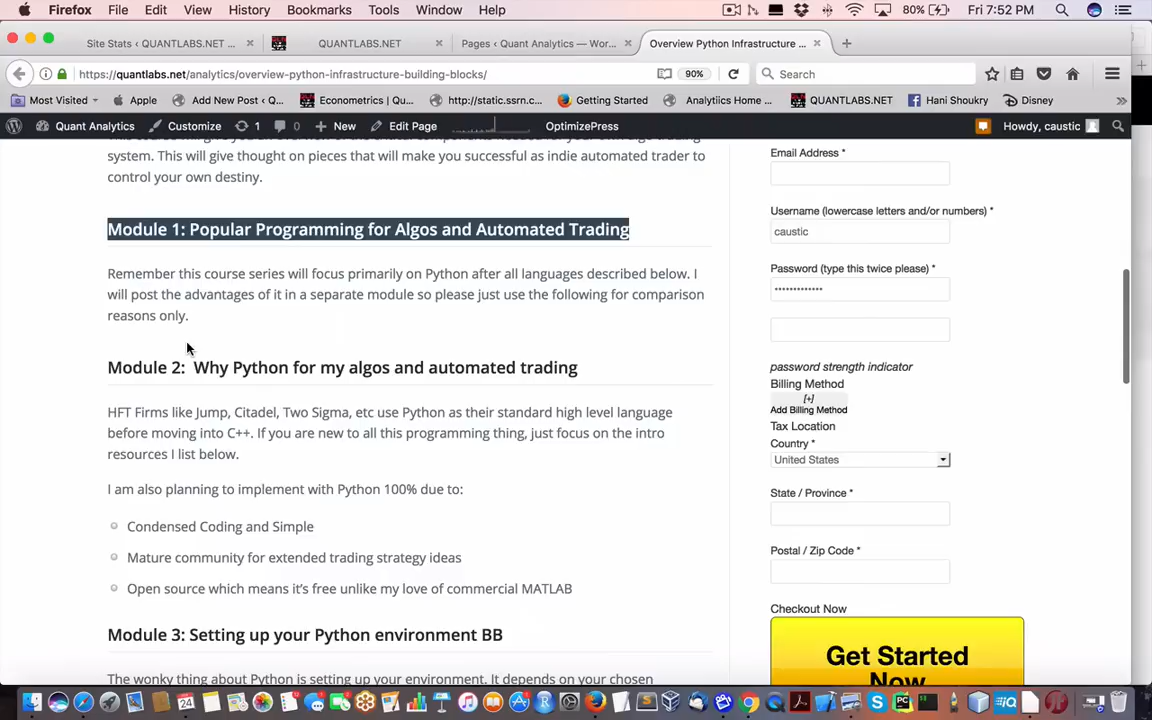 Firefox File Edit View History Bookmarks Tools Window Help 80% Fri 7:52 PM
Site Stats ‹ QUANTLABS.NET ... × QUANTLABS.NET × Pages ‹ Quant Analytics — Wor... × Overview Python Infrastructure ... ×
https://quantlabs.net/analytics/overview-python-infrastructure-building-blocks/ 90% Search
Most Visited Apple Add New Post ‹ Q... Econometrics | Qu... http://static.ssrn.c... Analytiics Home ... QUANTLABS.NET Hani Shoukry Disney
Quant Analytics Customize 1 0 New Edit Page OptimizePress Howdy, caustic
system. This will give thought on pieces that will make you successful as indie automated trader to
control your own destiny.
Module 1: Popular Programming for Algos and Automated Trading
Remember this course series will focus primarily on Python after all languages described below. I
will post the advantages of it in a separate module so please just use the following for comparison
reasons only.
Module 2: Why Python for my algos and automated trading
HFT Firms like Jump, Citadel, Two Sigma, etc use Python as their standard high level language
before moving into C++. If you are new to all this programming thing, just focus on the intro
resources I list below.
I am also planning to implement with Python 100% due to:
Condensed Coding and Simple
Mature community for extended trading strategy ideas
Open source which means it's free unlike my love of commercial MATLAB
Module 3: Setting up your Python environment BB
The wonky thing about Python is setting up your environment. It depends on your chosen
Email Address *
Username (lowercase letters and/or numbers) *
caustic
Password (type this twice please) *
password strength indicator
Billing Method
[+]
Add Billing Method
Tax Location
Country *
United States
State / Province *
Postal / Zip Code *
Checkout Now
Get Started
Now